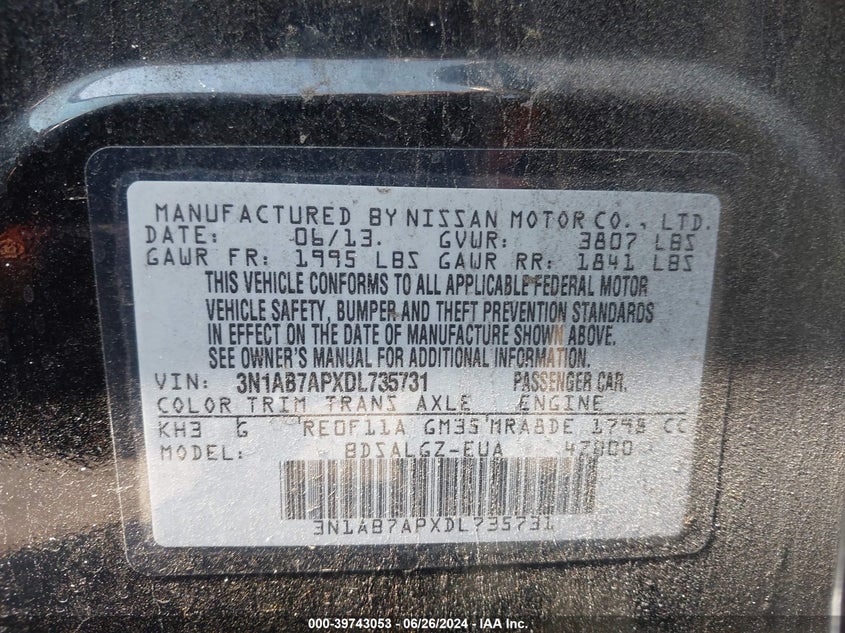 MANUFACTURED BY NISSAN MOTOR CO., LTD.
DATE: 06/13. GVWR: 3807 LBS
GAWR FR: 1995 LBS GAWR RR: 1841 LBS
THIS VEHICLE CONFORMS TO ALL APPLICABLE FEDERAL MOTOR
VEHICLE SAFETY, BUMPER AND THEFT PREVENTION STANDARDS
IN EFFECT ON THE DATE OF MANUFACTURE SHOWN ABOVE.
SEE OWNER'S MANUAL FOR ADDITIONAL INFORMATION.
VIN: 3N1AB7APXDL735731 PASSENGER CAR.
COLOR TRIM TRANS AXLE ENGINE
KH3 G RE0F11A GM35 MRA8DE 1798 CC
MODEL: BDSALGZ-EUA 47000
3N1AB7APXDL735731
000-39743053 - 06/26/2024 - IAA Inc.